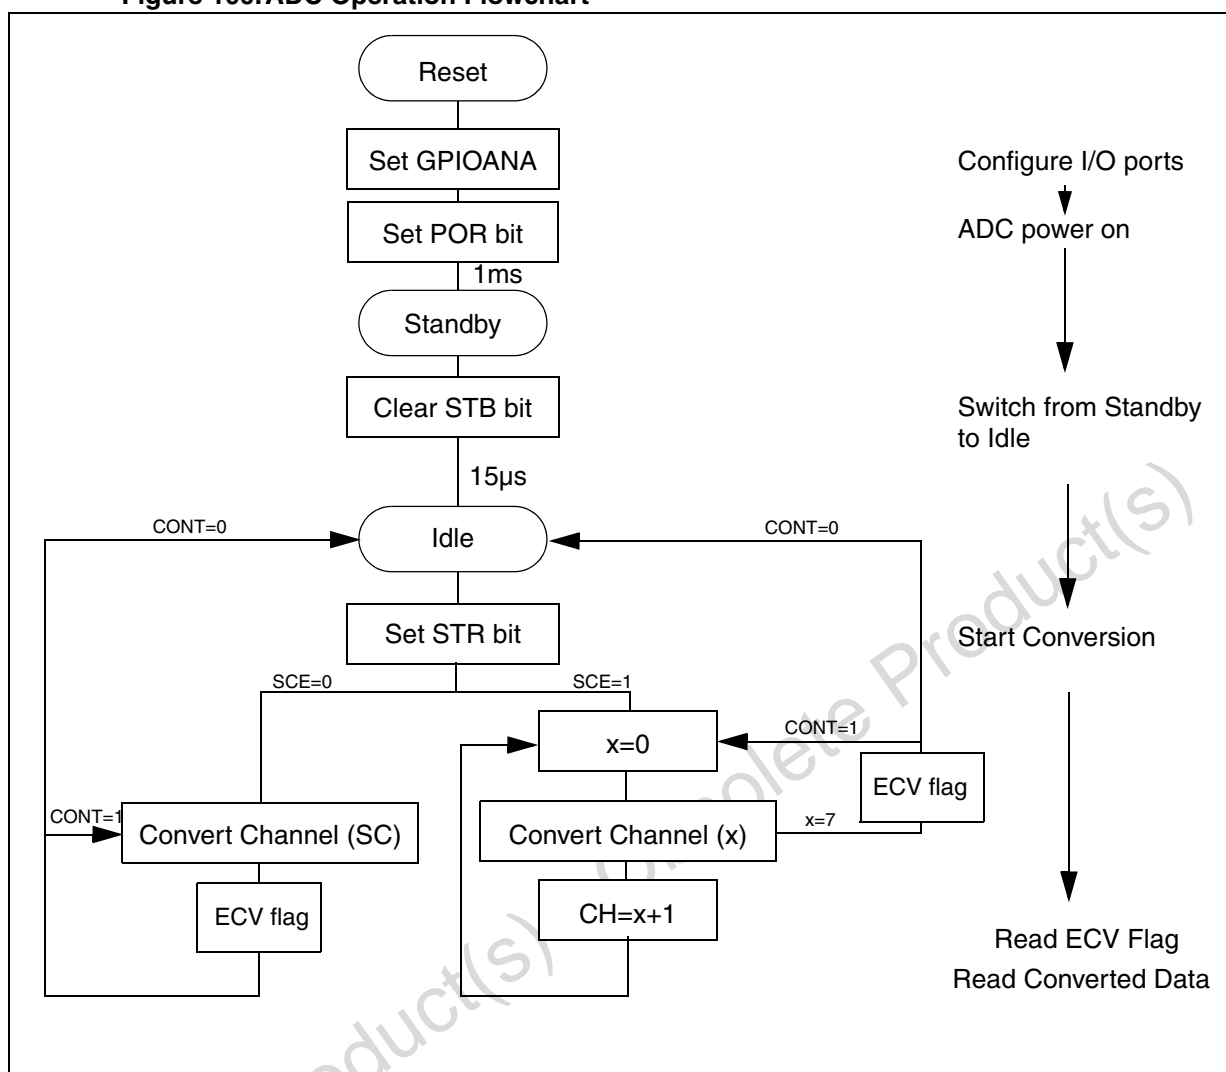 Figure 100.ADC Operation Flowchart
Reset
Set GPIOANA
Configure I/O ports
Set POR bit
ADC power on
1ms
Standby
Clear STB bit
Switch from Standby
to Idle
15µs
CONT=0
Idle
CONT=0
Set STR bit
Start Conversion
SCE=0
SCE=1
x=0
CONT=1
ECV flag
CONT=1
Convert Channel (SC)
Convert Channel (x)
x=7
ECV flag
CH=x+1
Read ECV Flag
Read Converted Data
Product(s)
Obsolete Product(s)